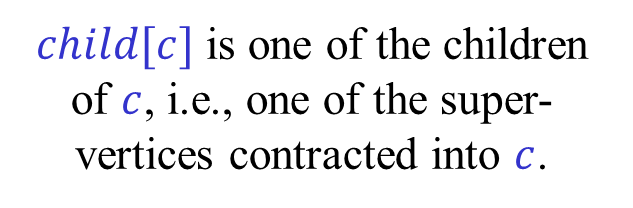 child[c] is one of the children
of c, i.e., one of the super-
vertices contracted into c.